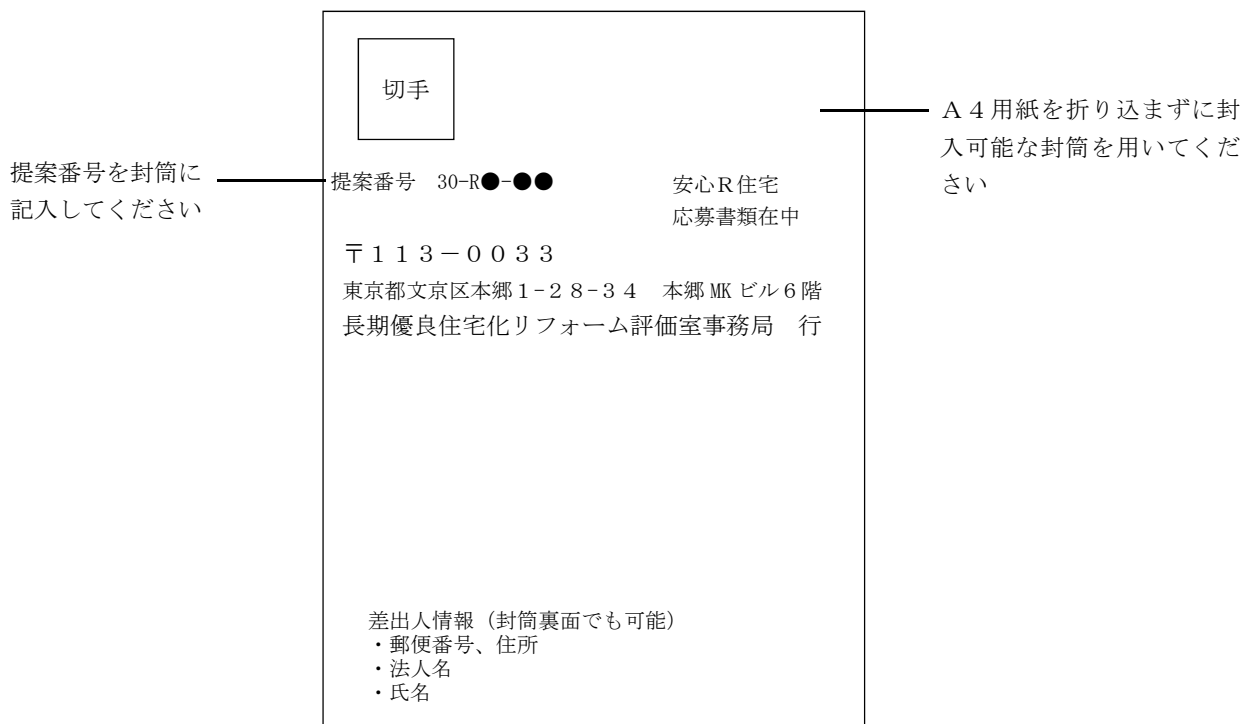 切手
A4用紙を折り込まずに封
入可能な封筒を用いてくだ
さい
提案番号を封筒に
記入してください
提案番号 30-R●-●●
安心R住宅
応募書類在中
〒113-0033
東京都文京区本郷1-28-34 本郷MKビル6階
長期優良住宅化リフォーム評価室事務局 行
差出人情報(封筒裏面でも可能)
・郵便番号、住所
・法人名
・氏名